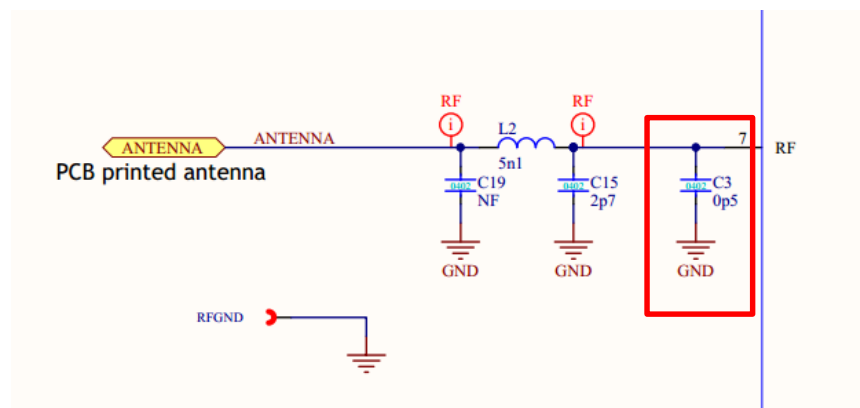 RF
RF
i
i
L2
7
ANTENNA
ANTENNA
RF
5n1
PCB printed antenna
0402
C19
NF
0402
C15
2p7
0402
C3
0p5
GND
GND
GND
RFGND